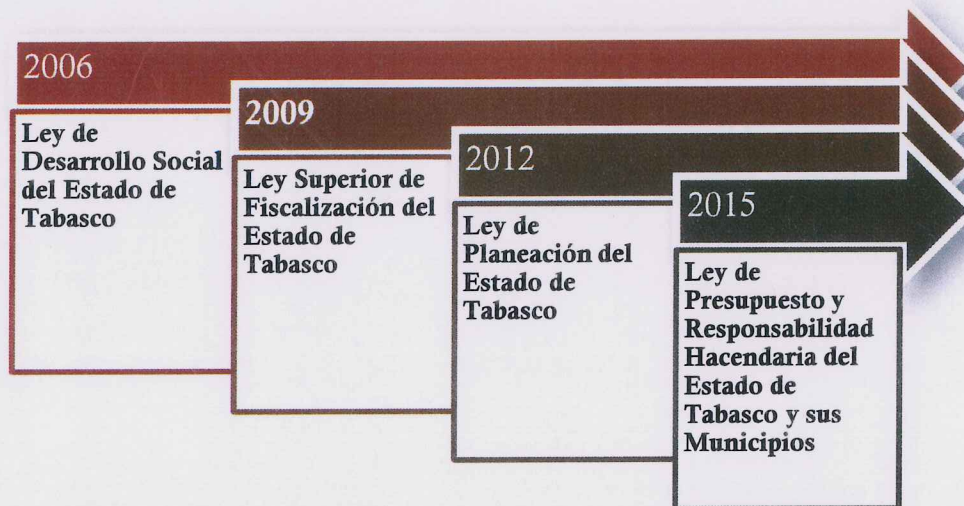 2006
Ley de
Desarrollo Social
del Estado de
Tabasco
2009
Ley Superior de
Fiscalización del
Estado de
Tabasco
2012
Ley de
Planeación del
Estado de
Tabasco
2015
Ley de
Presupuesto y
Responsabilidad
Hacendaria del
Estado de
Tabasco y sus
Municipios